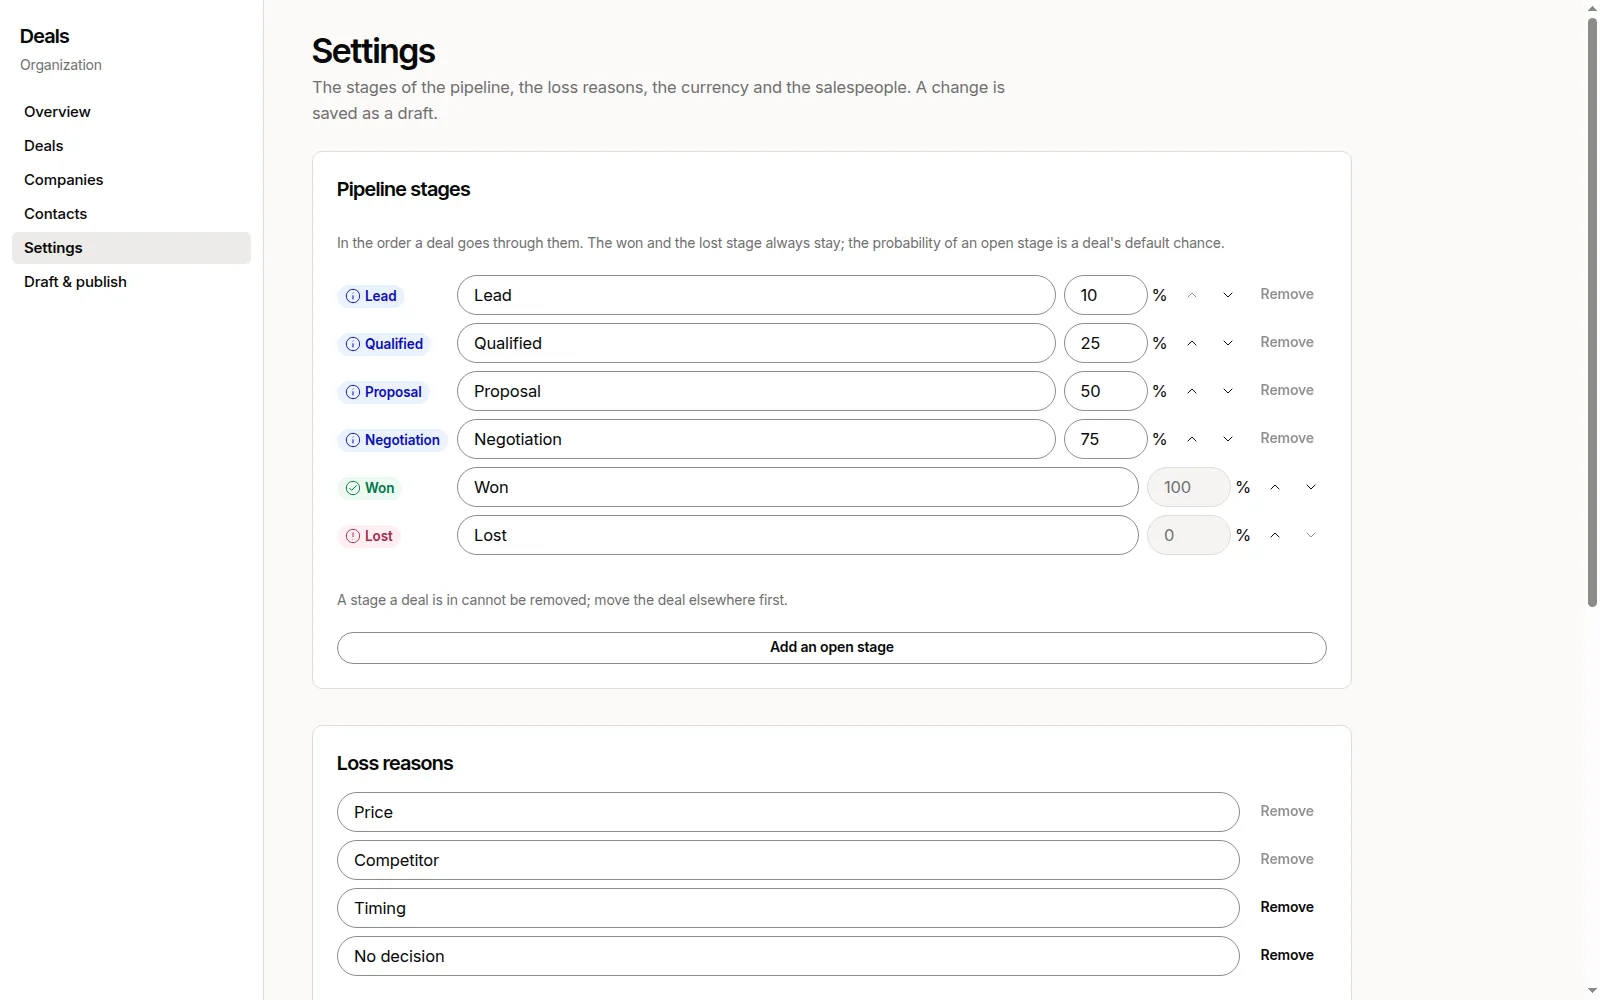 Deals
Organization
Overview
Deals
Companies
Contacts
Settings
Draft & publish
Settings
The stages of the pipeline, the loss reasons, the currency and the salespeople. A change is
saved as a draft.
Pipeline stages
In the order a deal goes through them. The won and the lost stage always stay; the probability of an open stage is a deal's default chance.
Lead Lead 10 % Remove
Qualified Qualified 25 % Remove
Proposal Proposal 50 % Remove
Negotiation Negotiation 75 % Remove
Won Won 100 %
Lost Lost 0 %
A stage a deal is in cannot be removed; move the deal elsewhere first.
Add an open stage
Loss reasons
Price Remove
Competitor Remove
Timing Remove
No decision Remove